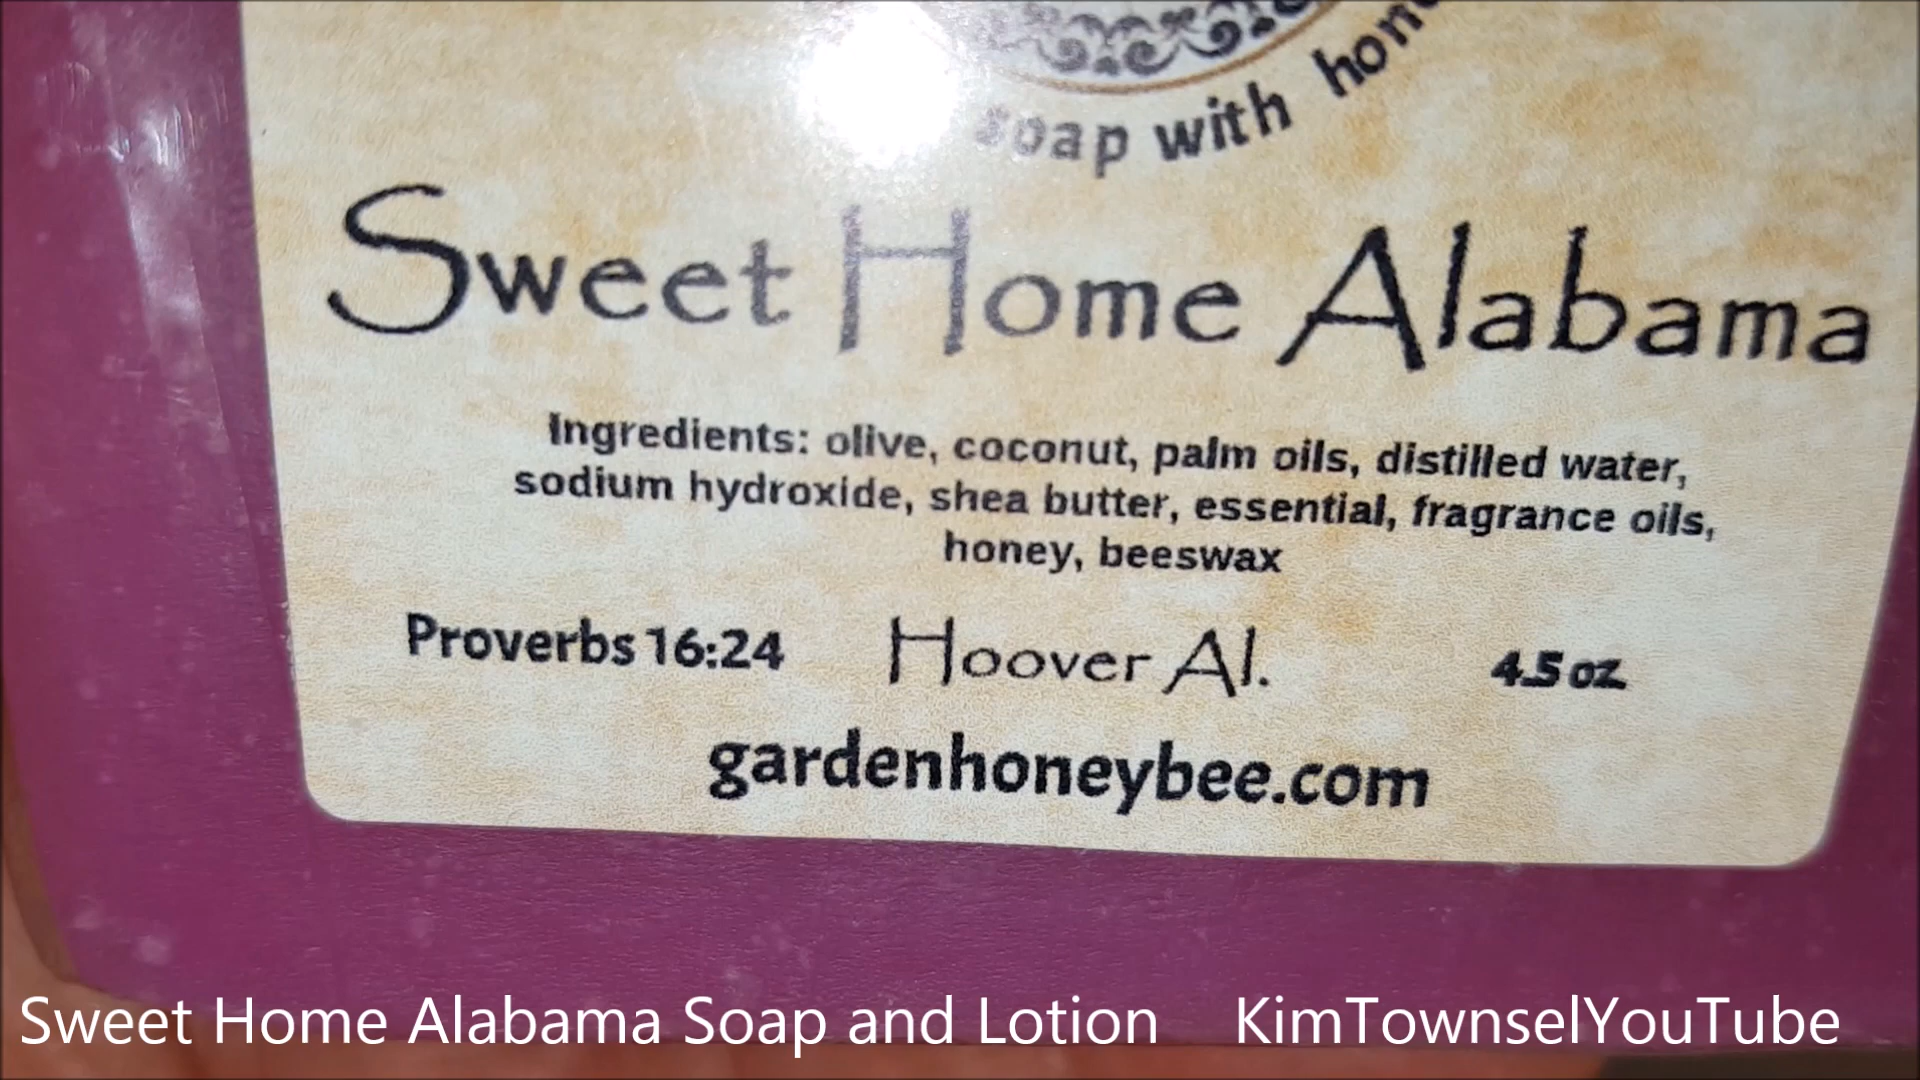 soap with
Sweet Home Alabama
Ingredients: olive, coconut, palm oils, distilled water,
sodium hydroxide, shea butter, essential, fragrance oils,
honey, beeswax
Proverbs 16:24 Hoover Al. 4.5 oz
gardenhoneybee.com
Sweet Home Alabama Soap and Lotion KimTownselYouTube